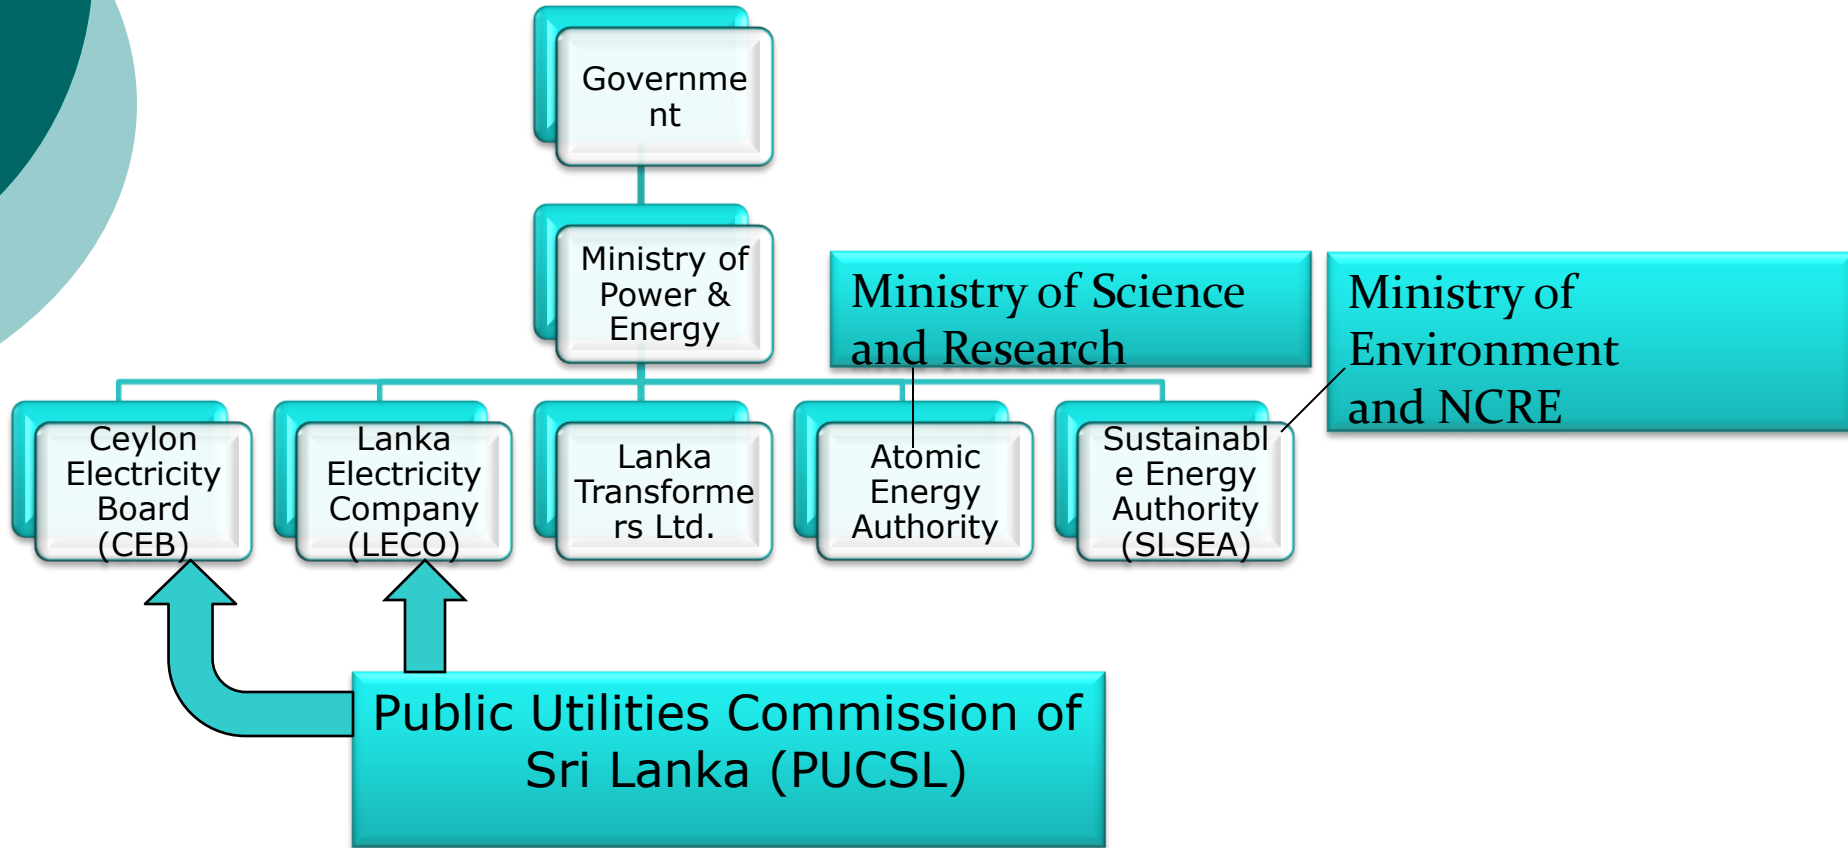 Governme
nt
Ministry of
Power &
Energy
Ministry of Science
and Research
Ministry of
Environment
and NCRE
Ceylon
Electricity
Board
(CEB)
Lanka
Electricity
Company
(LECO)
Lanka
Transforme
rs Ltd.
Atomic
Energy
Authority
Sustainabl
e Energy
Authority
(SLSEA)
Public Utilities Commission of
Sri Lanka (PUCSL)